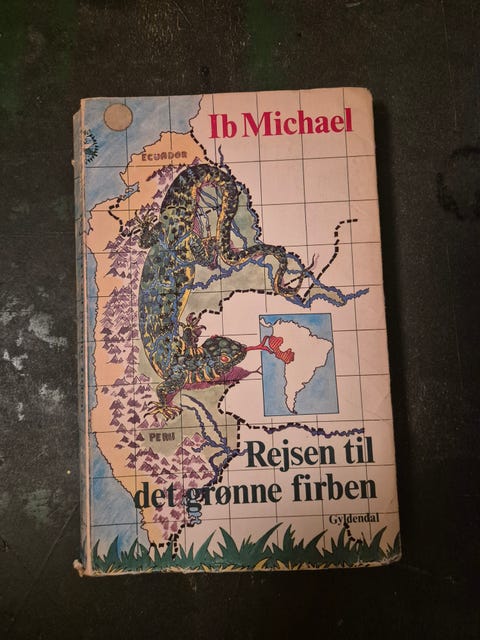 Ib Michael
ECUADOR
PERU
Rejsen til
det grønne firben
Gyldendal